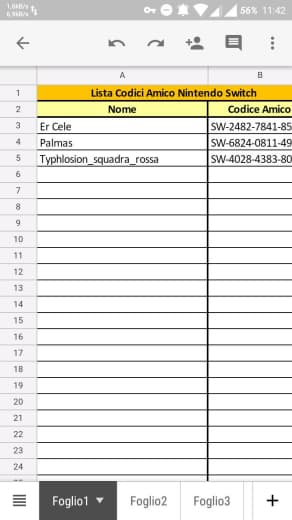 1,0kB/s
6,9kB/s
56% 11:42
A B
1 Lista Codici Amico Nintendo Switch
2 Nome Codice Amico
3 Er Cele SW-2482-7841-85
4 Palmas SW-6824-0811-49
5 Typhlosion_squadra_rossa SW-4028-4383-80
6
7
8
9
10
11
12
13
14
15
16
17
18
19
20
21
22
23
24
Foglio1 Foglio2 Foglio3 +